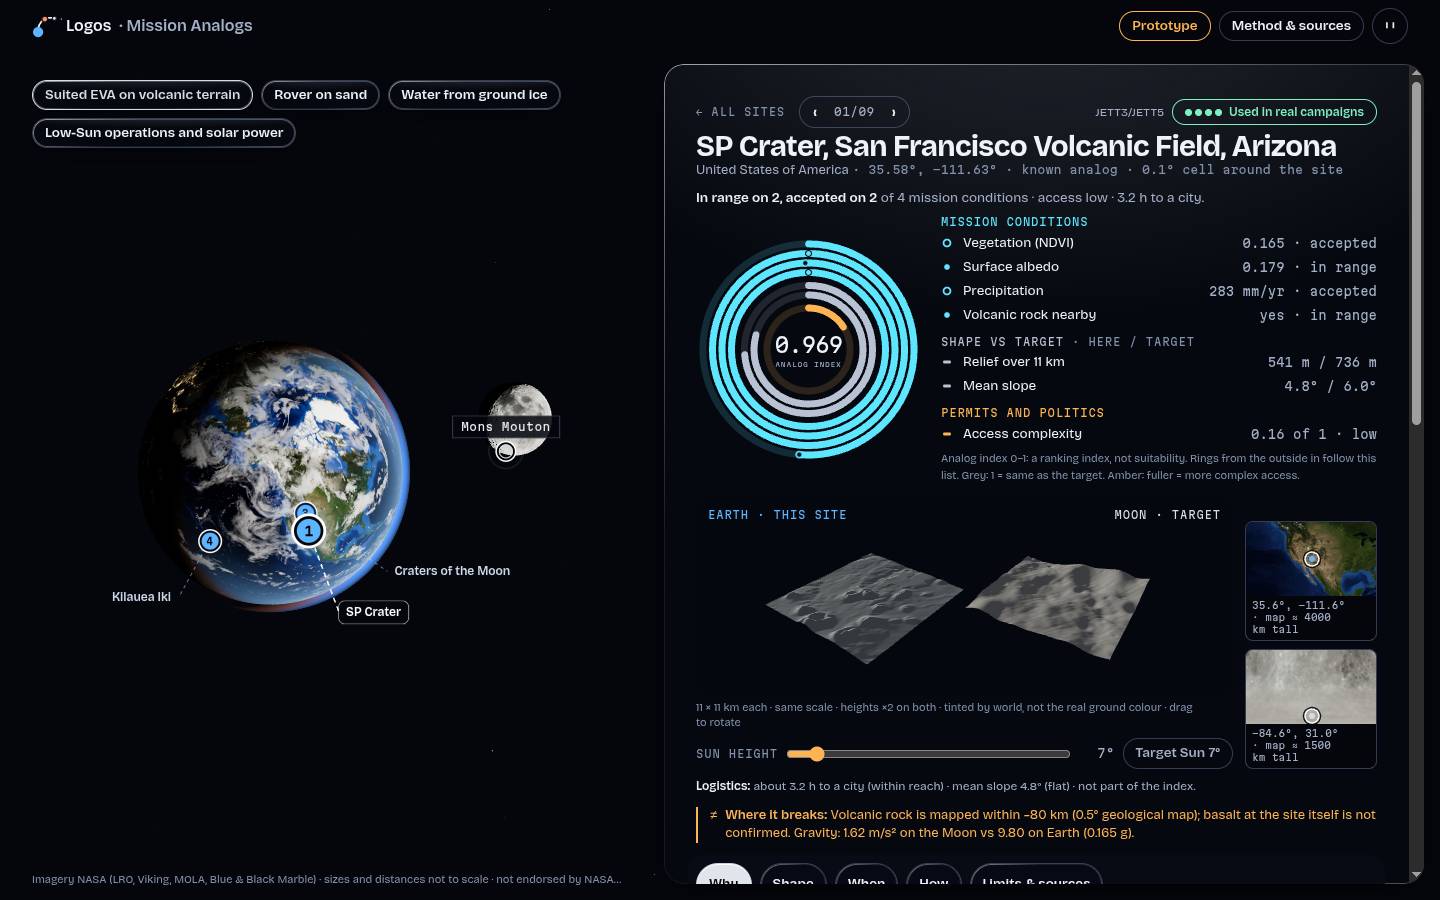 Logos · Mission Analogs
Prototype
Method & sources
Suited EVA on volcanic terrain
Rover on sand
Water from ground ice
Low-Sun operations and solar power
← ALL SITES
01/09
JETT3/JETT5
Used in real campaigns
SP Crater, San Francisco Volcanic Field, Arizona
United States of America · 35.58°, −111.63° · known analog · 0.1° cell around the site
In range on 2, accepted on 2 of 4 mission conditions · access low · 3.2 h to a city.
MISSION CONDITIONS
Vegetation (NDVI) 0.165 · accepted
Surface albedo 0.179 · in range
Precipitation 283 mm/yr · accepted
Volcanic rock nearby yes · in range
SHAPE VS TARGET · HERE / TARGET
Relief over 11 km 541 m / 736 m
Mean slope 4.8° / 6.0°
PERMITS AND POLITICS
Access complexity 0.16 of 1 · low
Analog index 0–1: a ranking index, not suitability. Rings from the outside in follow this
list. Grey: 1 = same as the target. Amber: fuller = more complex access.
0.969
ANALOG INDEX
Mons Mouton
1
4
Craters of the Moon
Kilauea Iki
SP Crater
EARTH · THIS SITE
MOON · TARGET
35.6°, −111.6°
· map ≈ 4000
km tall
−84.6°, 31.0°
· map ≈ 1500
km tall
11 × 11 km each · same scale · heights ×2 on both · tinted by world, not the real ground colour · drag
to rotate
SUN HEIGHT
7°
Target Sun 7°
Logistics: about 3.2 h to a city (within reach) · mean slope 4.8° (flat) · not part of the index.
≠ Where it breaks: Volcanic rock is mapped within ~80 km (0.5° geological map); basalt at the site itself is not
confirmed. Gravity: 1.62 m/s² on the Moon vs 9.80 on Earth (0.165 g).
Why
Shape
When
How
Limits & sources
Imagery NASA (LRO, Viking, MOLA, Blue & Black Marble) · sizes and distances not to scale · not endorsed by NASA...